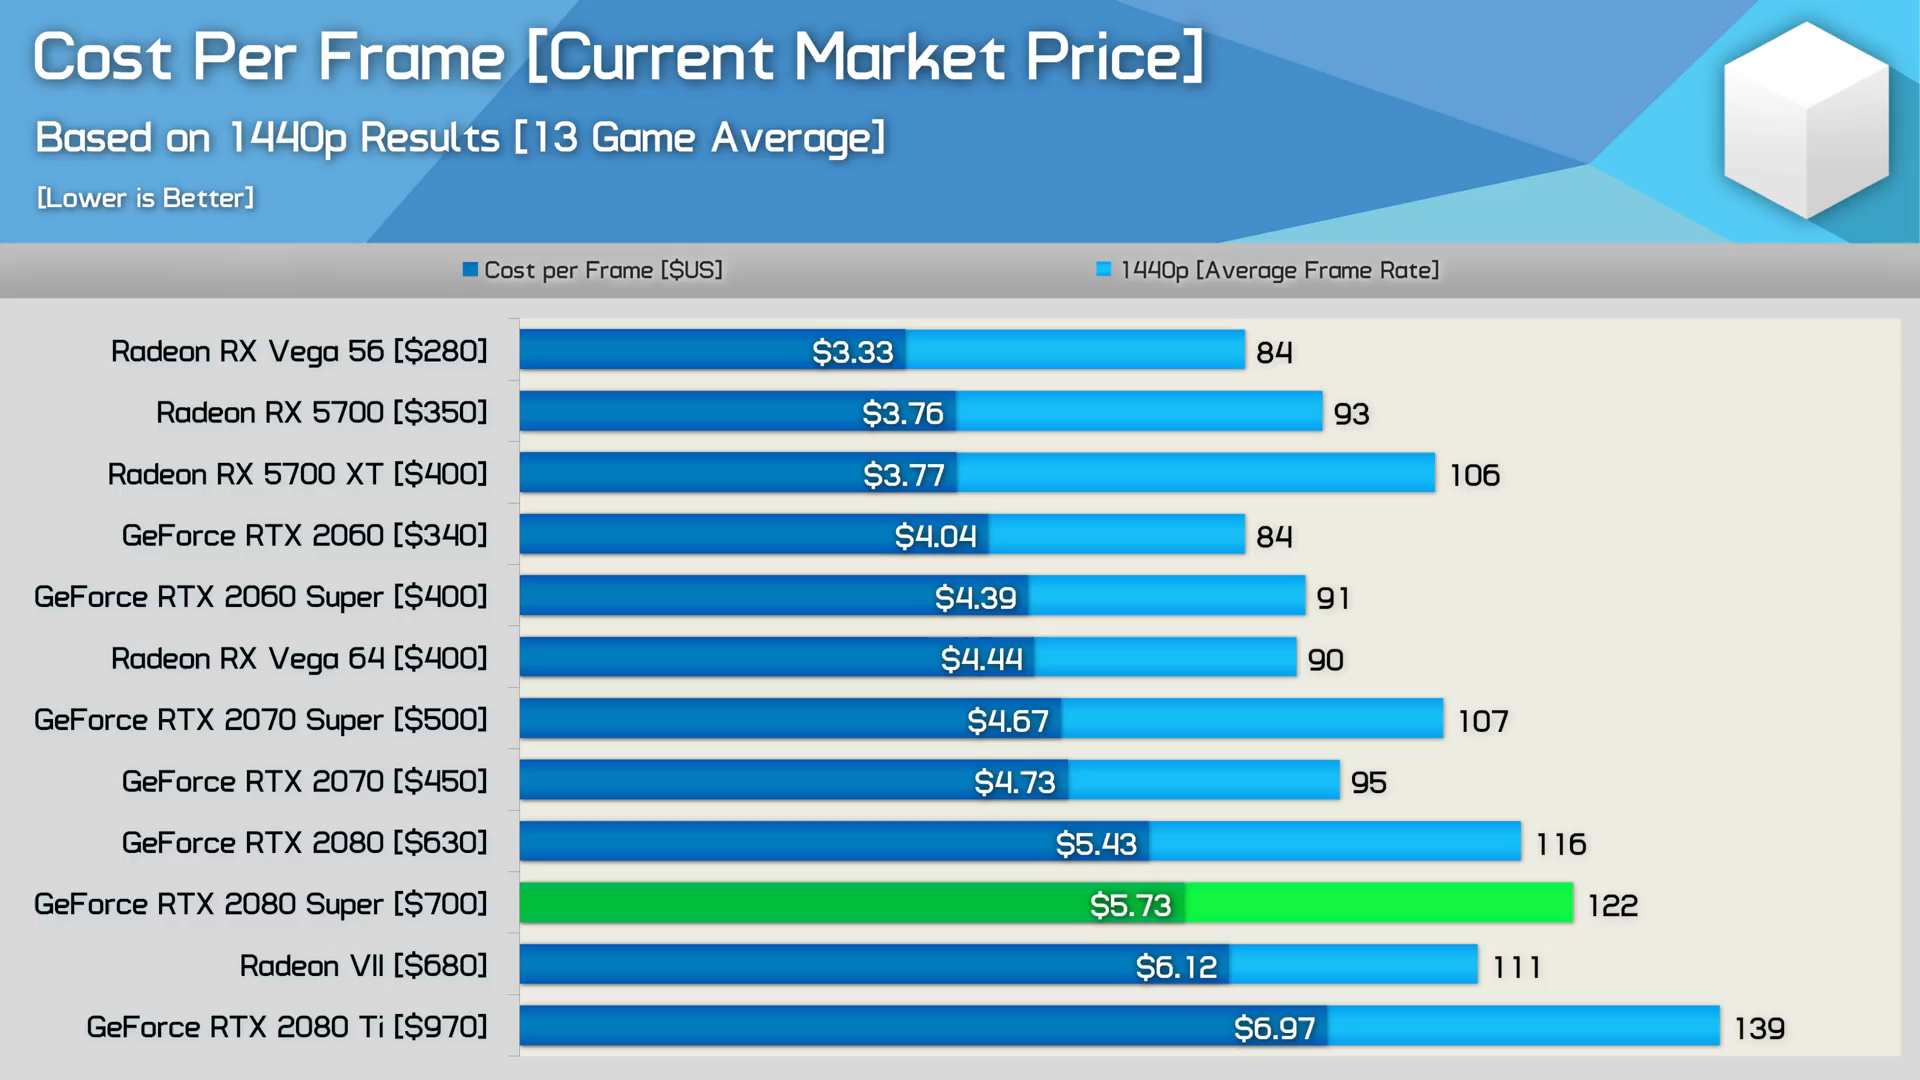 Cost Per Frame [Current Market Price]
Based on 1440p Results [13 Game Average]
[Lower is Better]
Cost per Frame [$US] 1440p [Average Frame Rate]
Radeon RX Vega 56 [$280] $3.33 84
Radeon RX 5700 [$350] $3.76 93
Radeon RX 5700 XT [$400] $3.77 106
GeForce RTX 2060 [$340] $4.04 84
GeForce RTX 2060 Super [$400] $4.39 91
Radeon RX Vega 64 [$400] $4.44 90
GeForce RTX 2070 Super [$500] $4.67 107
GeForce RTX 2070 [$450] $4.73 95
GeForce RTX 2080 [$630] $5.43 116
GeForce RTX 2080 Super [$700] $5.73 122
Radeon VII [$680] $6.12 111
GeForce RTX 2080 Ti [$970] $6.97 139